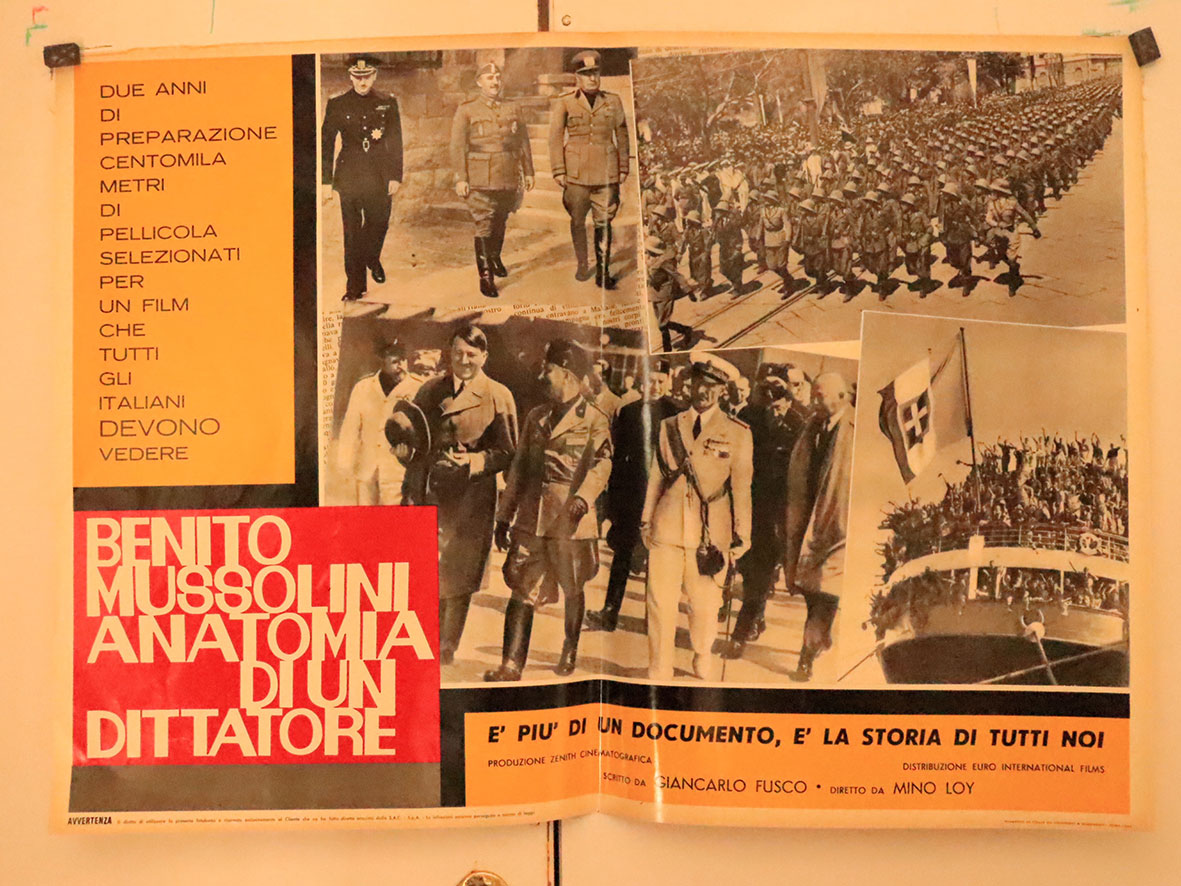 DUE ANNI
DI
PREPARAZIONE
CENTOMILA
METRI
DI
PELLICOLA
SELEZIONATI
PER
UN FILM
CHE
TUTTI
GLI
ITALIANI
DEVONO
VEDERE
BENITO
MUSSOLINI
ANATOMIA
DI UN
DITTATORE
E' PIU' DI UN DOCUMENTO, E' LA STORIA DI TUTTI NOI
PRODUZIONE ZENITH CINEMATOGRAFICA
DISTRIBUZIONE EURO INTERNATIONAL FILMS
SCRITTO DA GIANCARLO FUSCO • DIRETTO DA MINO LOY
AVVERTENZA